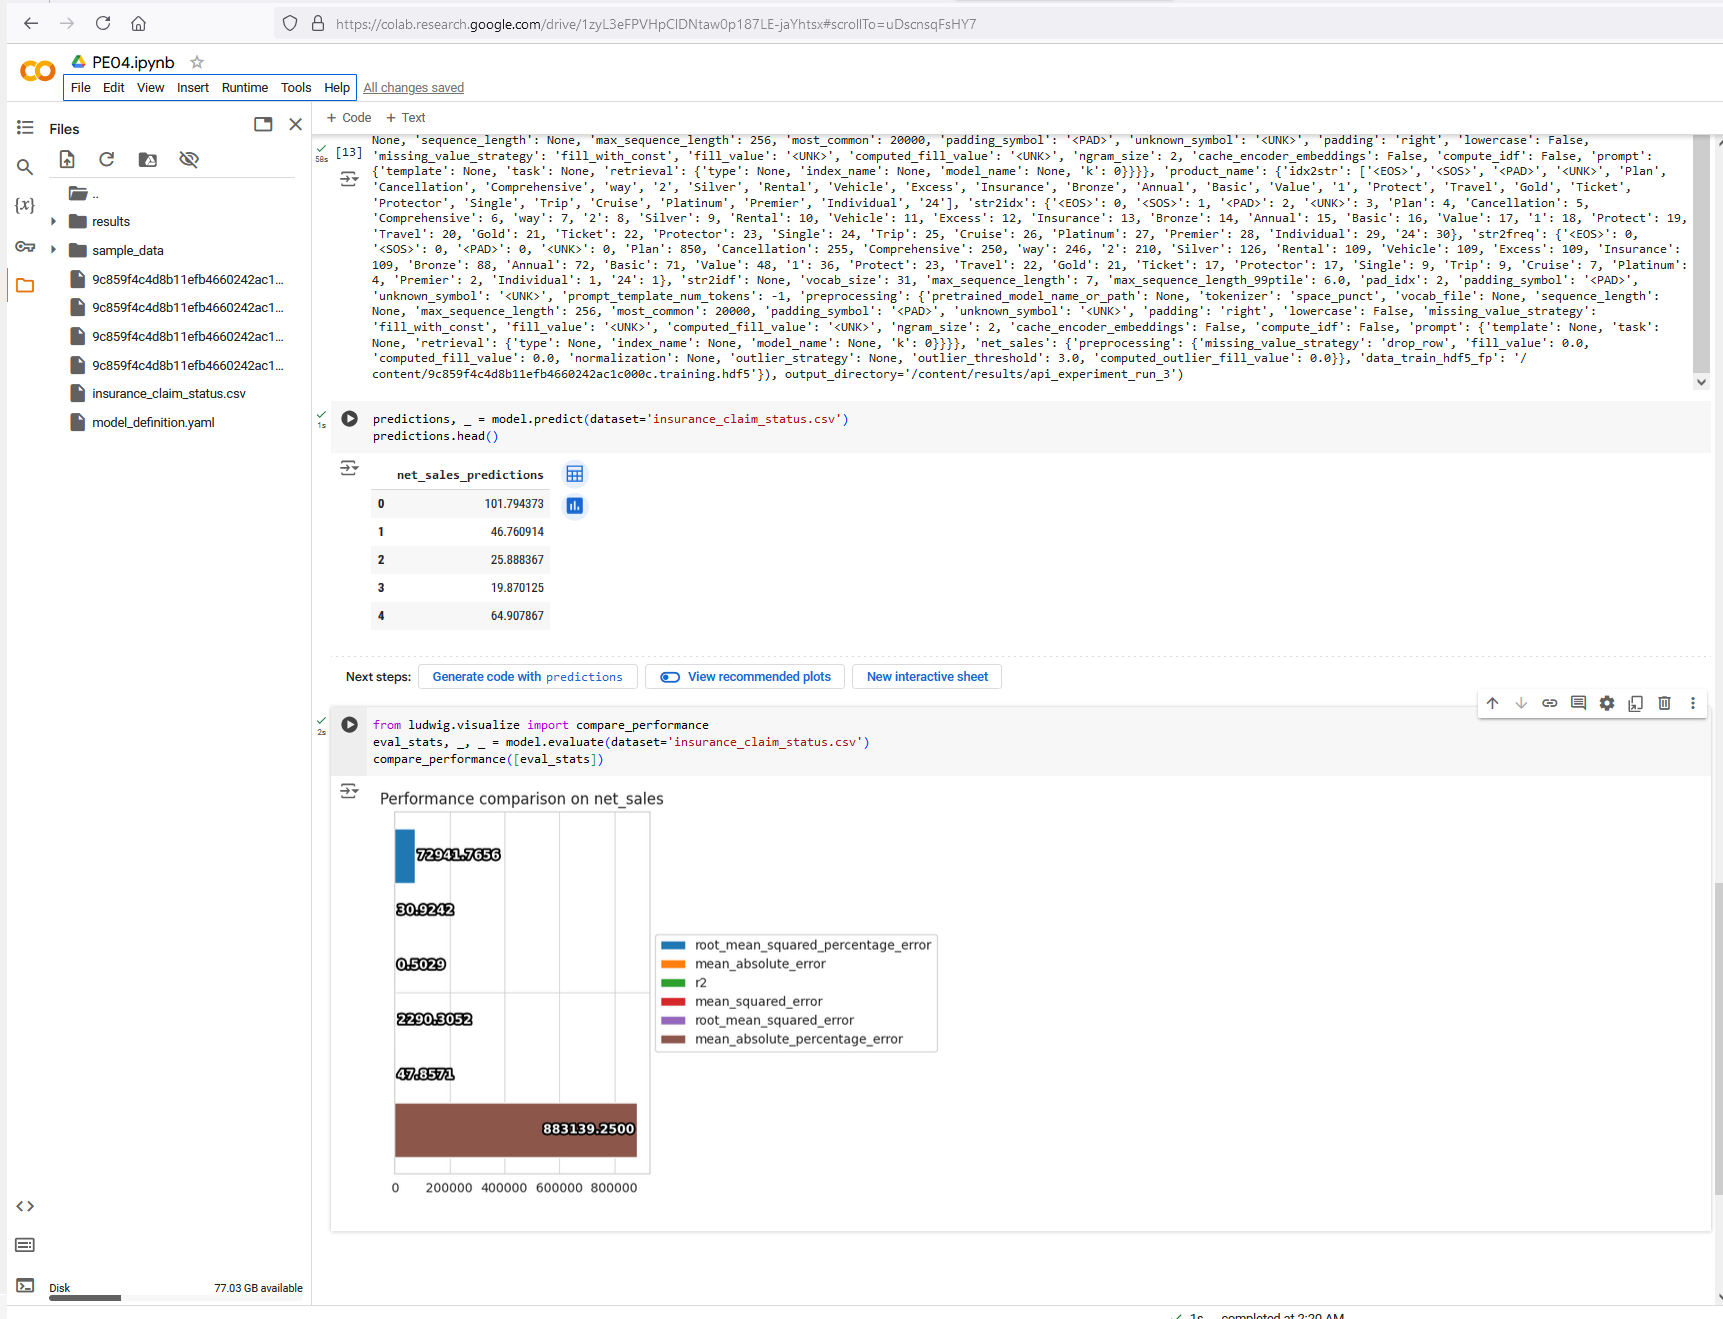 https://colab.research.google.com/drive/1zyL3eFPVHpClDNtaw0p187LE-jaYhtsx#scrollTo=uDscnsqFsHY7
PE04.ipynb
File Edit View Insert Runtime Tools Help All changes saved
Files
+ Code + Text
..
results
sample_data
9c859f4c4d8b11efb4660242ac1...
9c859f4c4d8b11efb4660242ac1...
9c859f4c4d8b11efb4660242ac1...
9c859f4c4d8b11efb4660242ac1...
insurance_claim_status.csv
model_definition.yaml
Disk 77.03 GB available
58s
[13]
None, 'sequence_length': None, 'max_sequence_length': 256, 'most_common': 20000, 'padding_symbol': '<PAD>', 'unknown_symbol': '<UNK>', 'padding': 'right', 'lowercase': False,
'missing_value_strategy': 'fill_with_const', 'fill_value': '<UNK>', 'computed_fill_value': '<UNK>', 'ngram_size': 2, 'cache_encoder_embeddings': False, 'compute_idf': False, 'prompt':
{'template': None, 'task': None, 'retrieval': {'type': None, 'index_name': None, 'model_name': None, 'k': 0}}}}, 'product_name': {'idx2str': ['<EOS>', '<SOS>', '<PAD>', '<UNK>', 'Plan',
'Cancellation', 'Comprehensive', 'way', '2', 'Silver', 'Rental', 'Vehicle', 'Excess', 'Insurance', 'Bronze', 'Annual', 'Basic', 'Value', '1', 'Protect', 'Travel', 'Gold', 'Ticket',
'Protector', 'Single', 'Trip', 'Cruise', 'Platinum', 'Premier', 'Individual', '24'], 'str2idx': {'<EOS>': 0, '<SOS>': 1, '<PAD>': 2, '<UNK>': 3, 'Plan': 4, 'Cancellation': 5,
'Comprehensive': 6, 'way': 7, '2': 8, 'Silver': 9, 'Rental': 10, 'Vehicle': 11, 'Excess': 12, 'Insurance': 13, 'Bronze': 14, 'Annual': 15, 'Basic': 16, 'Value': 17, '1': 18, 'Protect': 19,
'Travel': 20, 'Gold': 21, 'Ticket': 22, 'Protector': 23, 'Single': 24, 'Trip': 25, 'Cruise': 26, 'Platinum': 27, 'Premier': 28, 'Individual': 29, '24': 30}, 'str2freq': {'<EOS>': 0,
'<SOS>': 0, '<PAD>': 0, '<UNK>': 0, 'Plan': 850, 'Cancellation': 255, 'Comprehensive': 250, 'way': 246, '2': 210, 'Silver': 126, 'Rental': 109, 'Vehicle': 109, 'Excess': 109, 'Insurance':
109, 'Bronze': 88, 'Annual': 72, 'Basic': 71, 'Value': 48, '1': 36, 'Protect': 23, 'Travel': 22, 'Gold': 21, 'Ticket': 17, 'Protector': 17, 'Single': 9, 'Trip': 9, 'Cruise': 7, 'Platinum':
4, 'Premier': 2, 'Individual': 1, '24': 1}, 'str2idf': None, 'vocab_size': 31, 'max_sequence_length': 7, 'max_sequence_length_99ptile': 6.0, 'pad_idx': 2, 'padding_symbol': '<PAD>',
'unknown_symbol': '<UNK>', 'prompt_template_num_tokens': -1, 'preprocessing': {'pretrained_model_name_or_path': None, 'tokenizer': 'space_punct', 'vocab_file': None, 'sequence_length':
None, 'max_sequence_length': 256, 'most_common': 20000, 'padding_symbol': '<PAD>', 'unknown_symbol': '<UNK>', 'padding': 'right', 'lowercase': False, 'missing_value_strategy':
'fill_with_const', 'fill_value': '<UNK>', 'computed_fill_value': '<UNK>', 'ngram_size': 2, 'cache_encoder_embeddings': False, 'compute_idf': False, 'prompt': {'template': None, 'task':
None, 'retrieval': {'type': None, 'index_name': None, 'model_name': None, 'k': 0}}}}, 'net_sales': {'preprocessing': {'missing_value_strategy': 'drop_row', 'fill_value': 0.0,
'computed_fill_value': 0.0, 'normalization': None, 'outlier_strategy': None, 'outlier_threshold': 3.0, 'computed_outlier_fill_value': 0.0}}, 'data_train_hdf5_fp': '/
content/9c859f4c4d8b11efb4660242ac1c000c.training.hdf5'}), output_directory='/content/results/api_experiment_run_3')
1s
predictions, _ = model.predict(dataset='insurance_claim_status.csv')
predictions.head()
net_sales_predictions
0 101.794373
1 46.760914
2 25.888367
3 19.870125
4 64.907867
Next steps: Generate code with predictions View recommended plots New interactive sheet
2s
from ludwig.visualize import compare_performance
eval_stats, _, _ = model.evaluate(dataset='insurance_claim_status.csv')
compare_performance([eval_stats])
Performance comparison on net_sales
72941.7656
30.9242
0.5029
2290.3052
47.8571
883139.2500
0 200000 400000 600000 800000
root_mean_squared_percentage_error
mean_absolute_error
r2
mean_squared_error
root_mean_squared_error
mean_absolute_percentage_error
1s completed at 2:20 AM